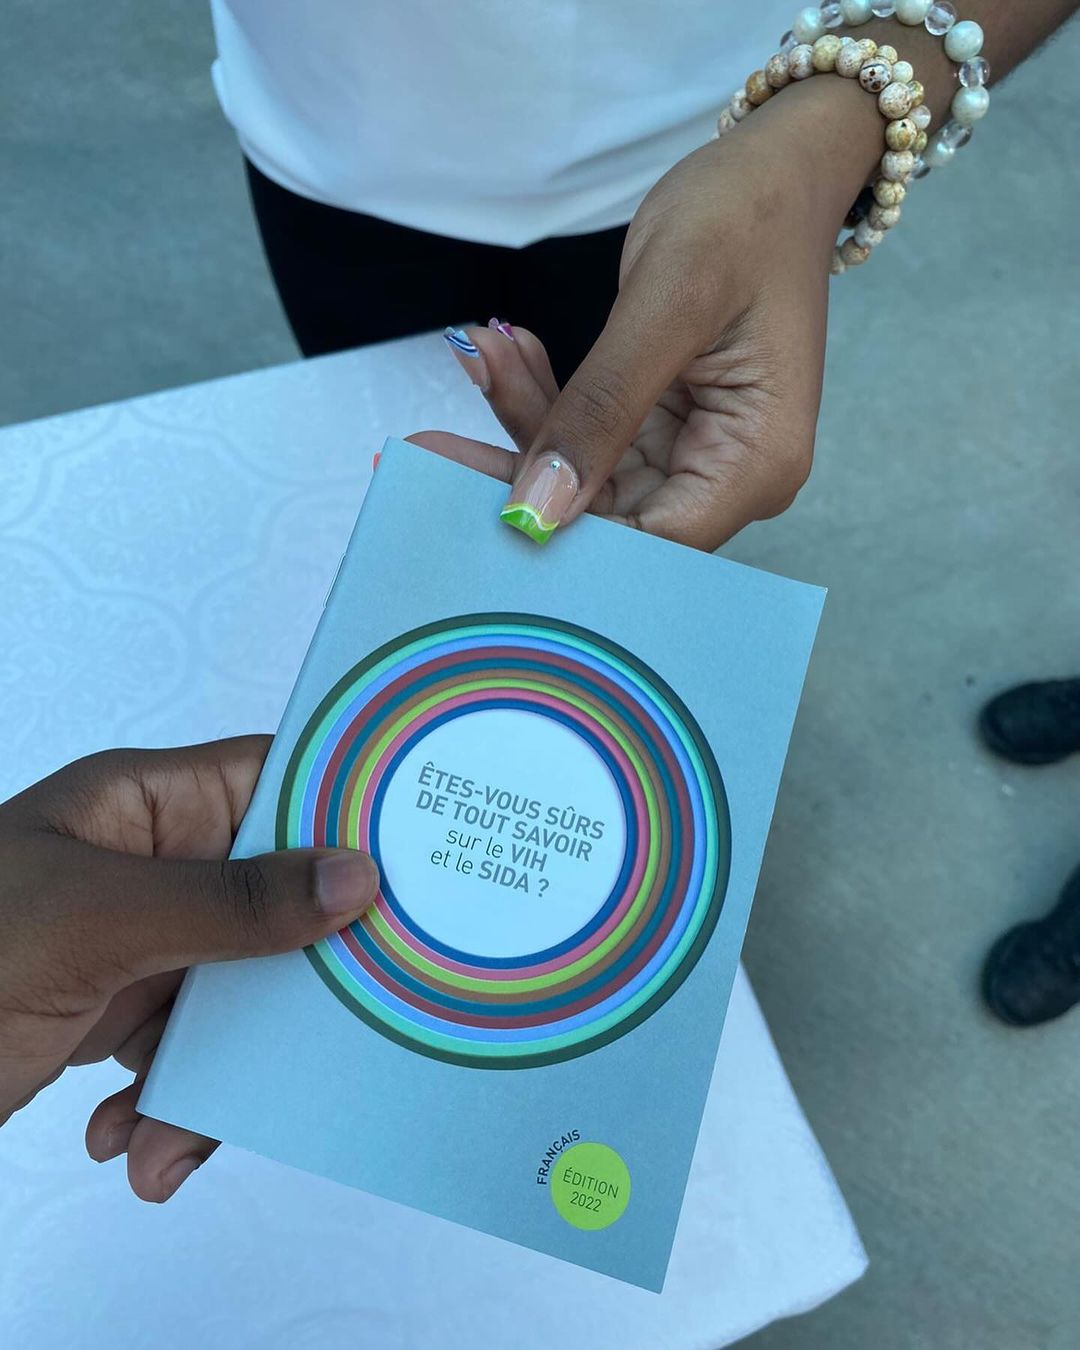 ÊTES-VOUS SÛRS
DE TOUT SAVOIR
sur le VIH
et le SIDA ?
FRANÇAIS
ÉDITION
2022